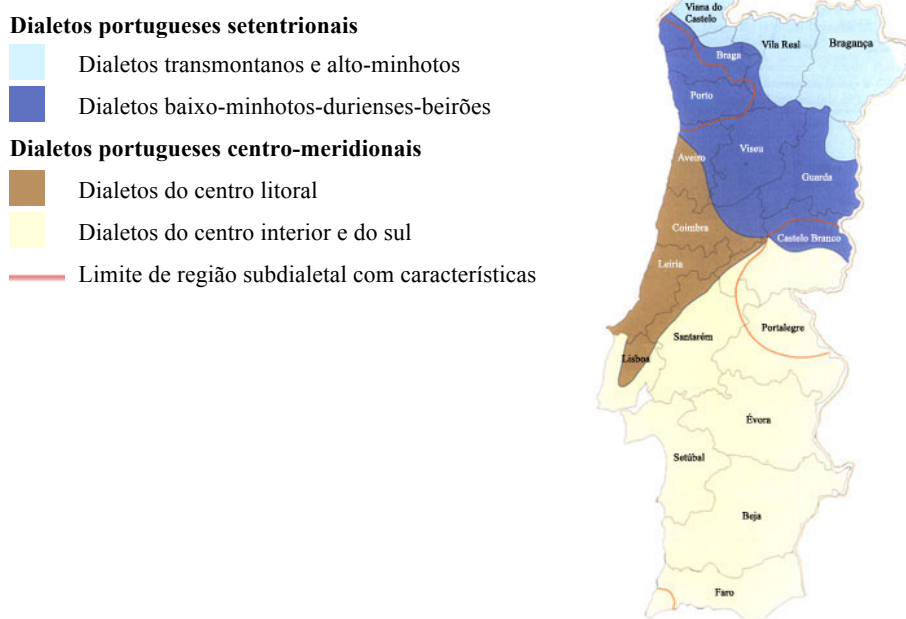 Dialetos portugueses setentrionais
Dialetos transmontanos e alto-minhotos
Dialetos baixo-minhotos-durienses-beirões
Dialetos portugueses centro-meridionais
Dialetos do centro litoral
Dialetos do centro interior e do sul
Limite de região subdialetal com características
Viana do
Castelo
Vila Real
Bragança
Braga
Porto
Viseu
Aveiro
Guarda
Coimbra
Castelo Branco
Leiria
Portalegre
Santarém
Lisboa
Évora
Setúbal
Beja
Faro